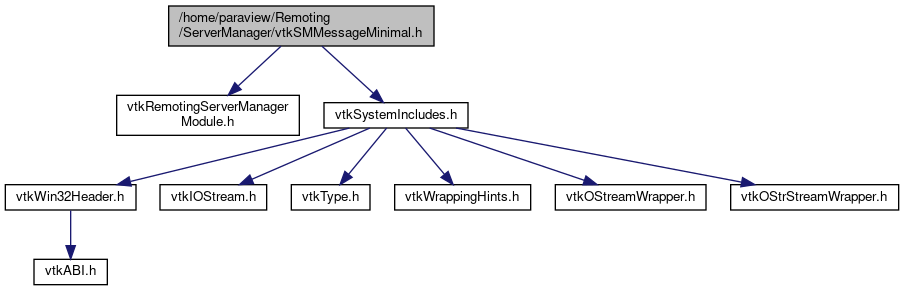 /home/paraview/Remoting
/ServerManager/vtkSMMessageMinimal.h
vtkRemotingServerManager
Module.h
vtkSystemIncludes.h
vtkWin32Header.h
vtkIOStream.h
vtkType.h
vtkWrappingHints.h
vtkOStreamWrapper.h
vtkOStrStreamWrapper.h
vtkABI.h